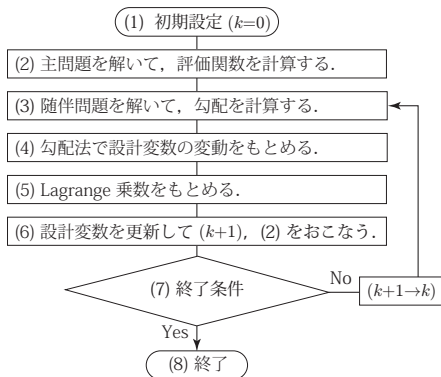 (1) 初期設定 (k=0)
(2) 主問題を解いて，評価関数を計算する．
(3) 随伴問題を解いて，勾配を計算する．
(4) 勾配法で設計変数の変動をもとめる．
(5) Lagrange 乗数をもとめる．
(6) 設計変数を更新して (k+1)，(2) をおこなう．
(7) 終了条件
No
(k+1→k)
Yes
(8) 終了